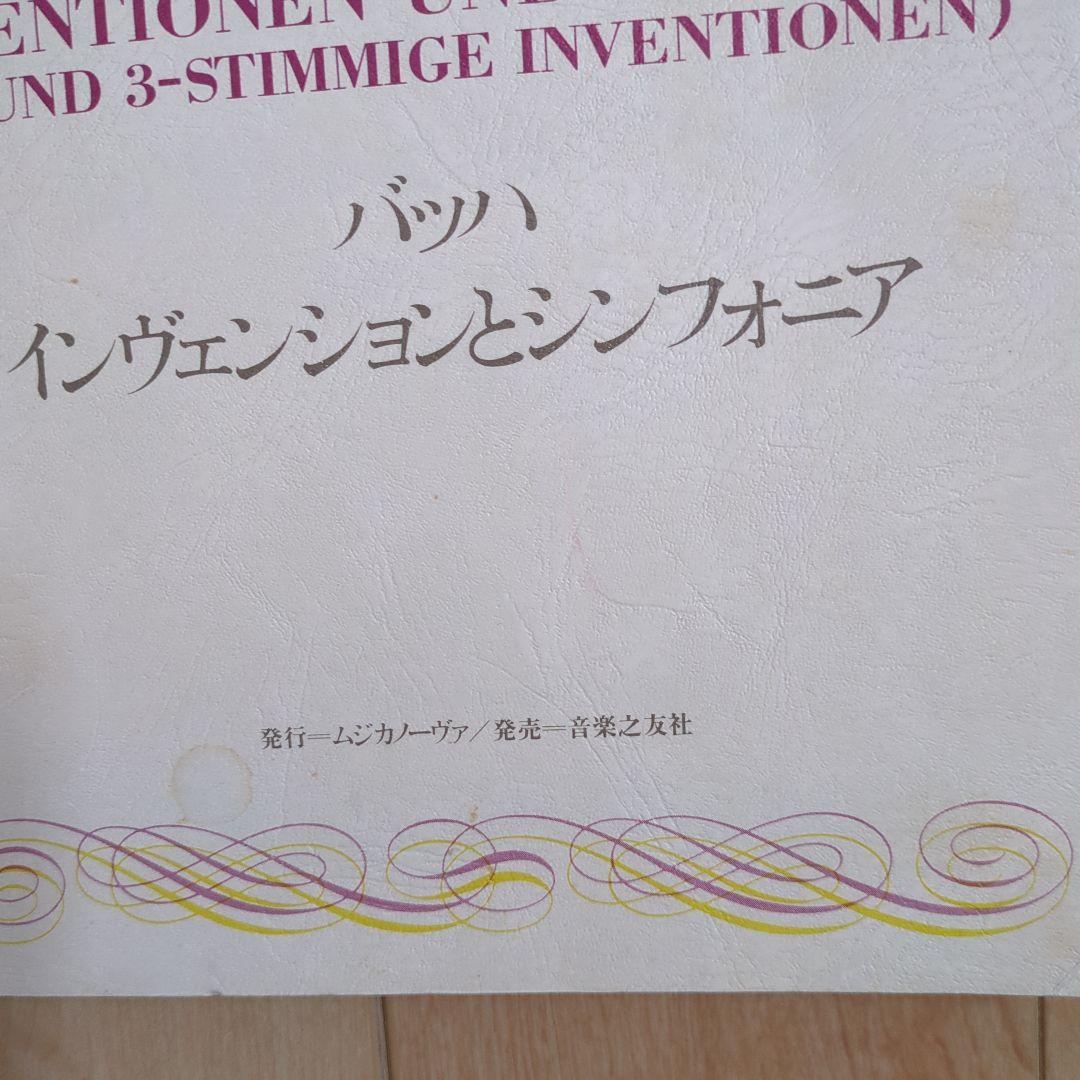 ENTIONEN UND
UND 3-STIMMIGE INVENTIONEN)
バッハ
インヴェンションとシンフォニア
発行=ムジカノーヴァ/発売=音楽之友社